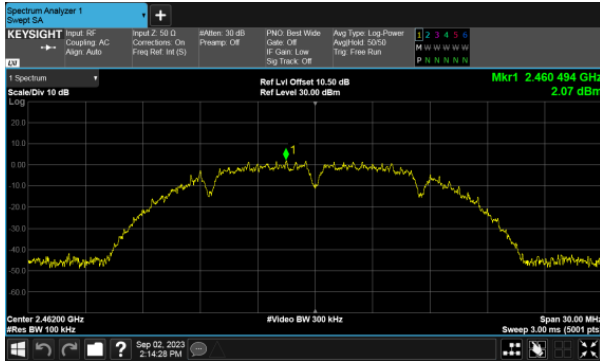 Spectrum Analyzer 1
Swept SA
+
KEYSIGHT
Input: RF
Coupling: AC
Align: Auto
Input Z: 50 Ω
Corrections: On
Freq Ref: Int (S)
#Atten: 30 dB
Preamp: Off
PNO: Best Wide
Gate: Off
IF Gain: Low
Sig Track: Off
Avg Type: Log-Power
Avg|Hold: 50/50
Trig: Free Run
1 2 3 4 5 6
M W W W W W
P N N N N N
LXI
1 Spectrum
Scale/Div 10 dB
Ref Lvl Offset 10.50 dB
Ref Level 30.00 dBm
Mkr1 2.460 494 GHz
2.07 dBm
Log
20.0
10.0
0.00
-10.0
-20.0
-30.0
-40.0
-50.0
-60.0
1
Center 2.46200 GHz
#Res BW 100 kHz
#Video BW 300 kHz
Span 30.00 MHz
Sweep 3.00 ms (5001 pts)
?
Sep 02, 2023
2:14:28 PM